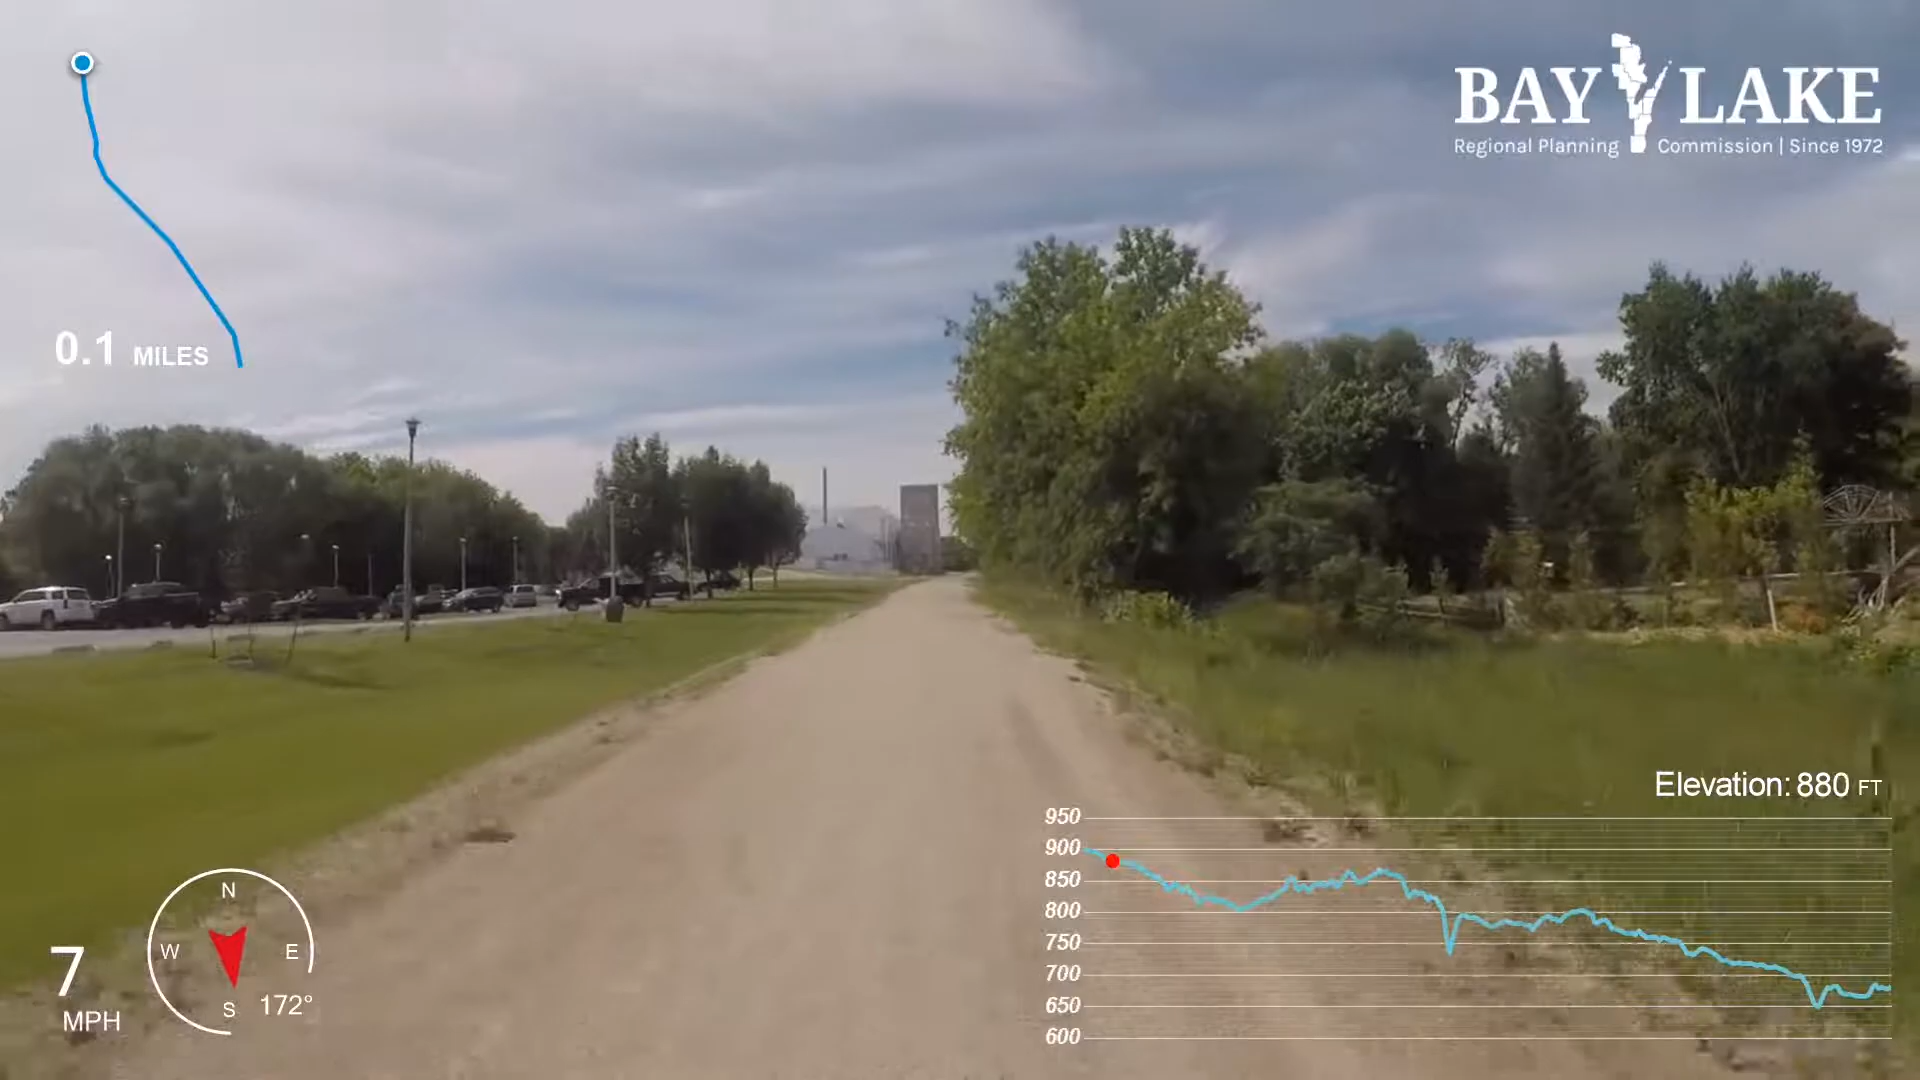 BAY LAKE
Regional Planning Commission | Since 1972
0.1 MILES
Elevation: 880 FT
950
900
850
800
750
700
650
600
N
W E
S 172°
7
MPH